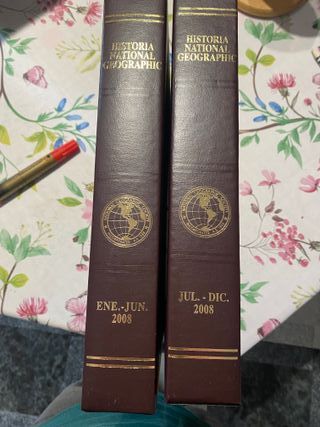 HISTORIA
NATIONAL
GEOGRAPHIC
ENE.-JUN.
2008
HISTORIA
NATIONAL
GEOGRAPHIC
JUL.-DIC.
2008